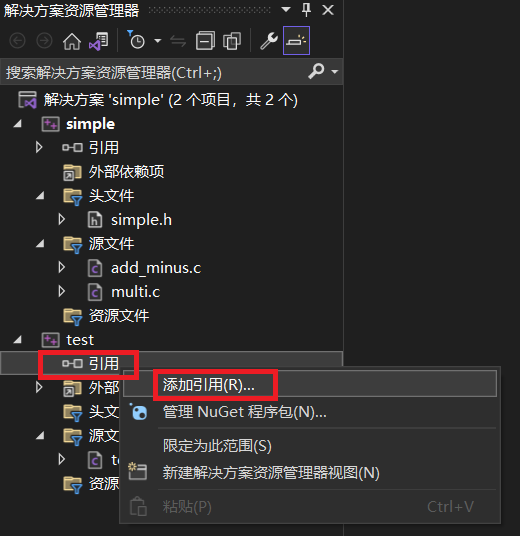 解决方案资源管理器
搜索解决方案资源管理器(Ctrl+;)
解决方案 'simple' (2 个项目，共 2 个)
simple
引用
外部依赖项
头文件
simple.h
源文件
add_minus.c
multi.c
资源文件
test
引用
添加引用(R)...
外部
管理 NuGet 程序包(N)...
头文
源文
限定为此范围(S)
te
新建解决方案资源管理器视图(N)
资源
粘贴(P) Ctrl+V